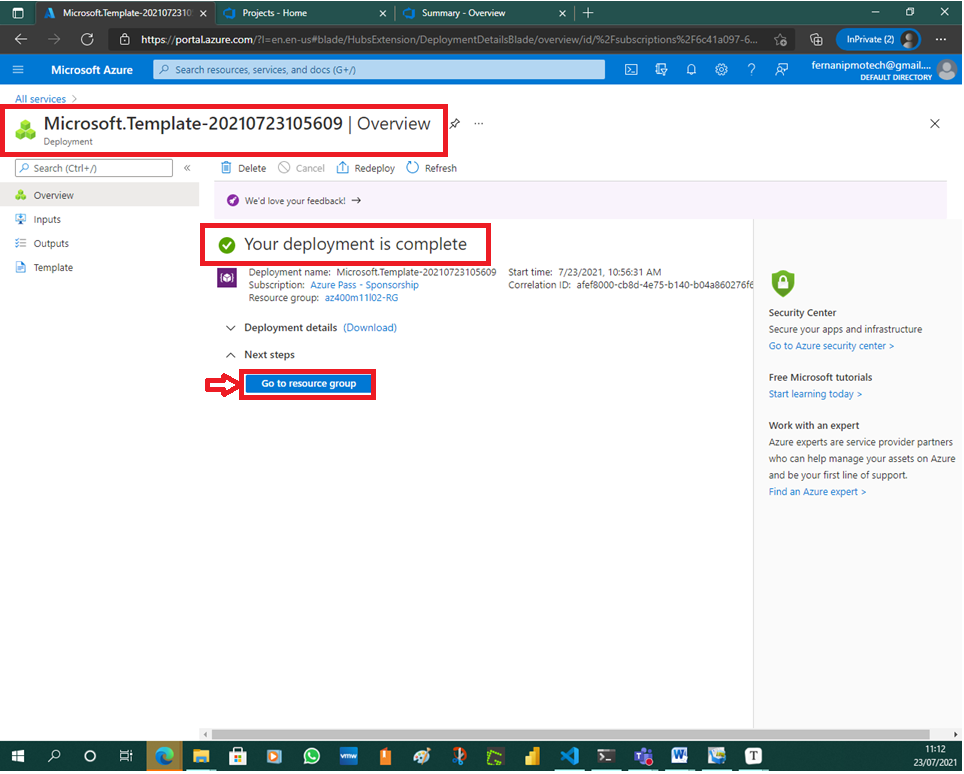 Microsoft.Template-2021072310
Projects - Home
Summary - Overview
https://portal.azure.com/?l=en.en-us#blade/HubsExtension/DeploymentDetailsBlade/overview/id/%2Fsubscriptions%2F6c41a097-6...
InPrivate (2)
Microsoft Azure
Search resources, services, and docs (G+/)
fernanipmotech@gmail....
DEFAULT DIRECTORY
All services
Microsoft.Template-20210723105609 | Overview
Deployment
Search (Ctrl+/)
Delete
Cancel
Redeploy
Refresh
Overview
Inputs
Outputs
Template
We'd love your feedback!
Your deployment is complete
Deployment name: Microsoft.Template-20210723105609
Subscription: Azure Pass - Sponsorship
Resource group: az400m11l02-RG
Start time: 7/23/2021, 10:56:31 AM
Correlation ID: afef8000-cb8d-4e75-b140-b04a860276f6
Deployment details (Download)
Next steps
Go to resource group
Security Center
Secure your apps and infrastructure
Go to Azure security center >
Free Microsoft tutorials
Start learning today >
Work with an expert
Azure experts are service provider partners
who can help manage your assets on Azure
and be your first line of support.
Find an Azure expert >
vmw
11:12
23/07/2021